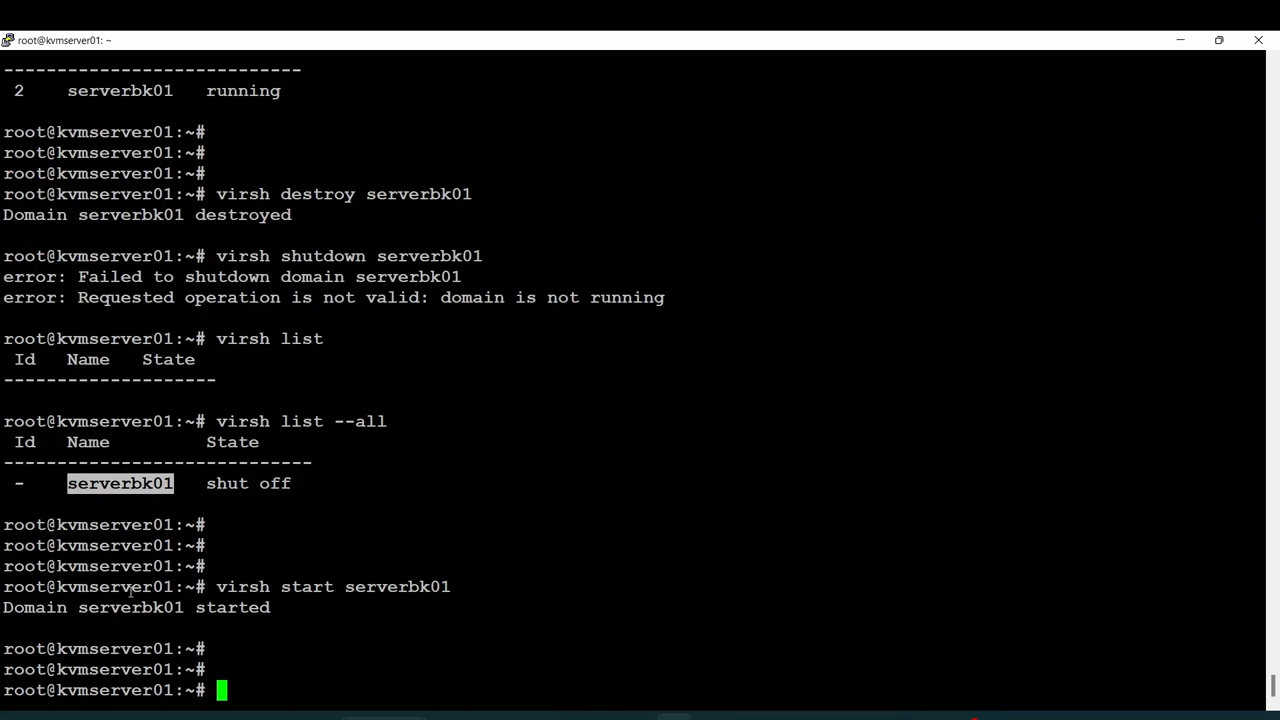 root@kvmserver01: ~
----------------------------
2    serverbk01   running
root@kvmserver01:~#
root@kvmserver01:~#
root@kvmserver01:~#
root@kvmserver01:~# virsh destroy serverbk01
Domain serverbk01 destroyed
root@kvmserver01:~# virsh shutdown serverbk01
error: Failed to shutdown domain serverbk01
error: Requested operation is not valid: domain is not running
root@kvmserver01:~# virsh list
Id   Name   State
--------------------
root@kvmserver01:~# virsh list --all
Id   Name         State
-----------------------------
-    serverbk01   shut off
root@kvmserver01:~#
root@kvmserver01:~#
root@kvmserver01:~#
root@kvmserver01:~# virsh start serverbk01
Domain serverbk01 started
root@kvmserver01:~#
root@kvmserver01:~#
root@kvmserver01:~#